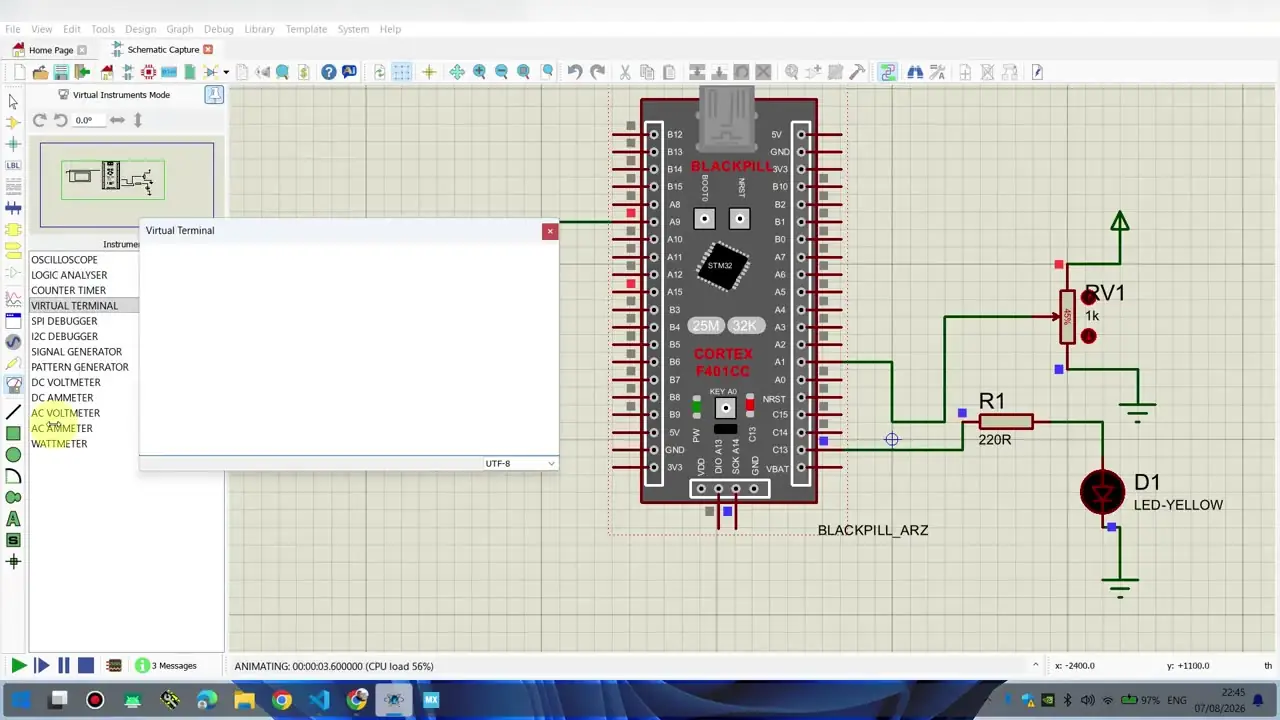 File View Edit Tools Design Graph Debug Library Template System Help
Home Page Schematic Capture
Virtual Instruments Mode
0.0°
LBL
Virtual Terminal
Instrume
OSCILLOSCOPE
LOGIC ANALYSER
COUNTER TIMER
VIRTUAL TERMINAL
SPI DEBUGGER
I2C DEBUGGER
SIGNAL GENERATOR
PATTERN GENERATOR
DC VOLTMETER
DC AMMETER
AC VOLTMETER
AC AMMETER
WATTMETER
UTF-8
BLACKPILL
BOOT0 NRST
B12
B13
B14
B15
A8
A9
A10
A11
A12
A15
B3
B4
B5
B6
B7
B8
B9
5V
GND
3V3
5V
GND
3V3
B10
B2
B1
B0
A7
A6
A5
A4
A3
A2
A1
A0
NRST
C15
C14
C13
VBAT
STM32
25M 32K
CORTEX
F401CC
KEY A0
PW
C13
VDD
DIO A13
SCK A14
GND
BLACKPILL_ARZ
RV1
1k
45%
R1
220R
D1
LED-YELLOW
3 Messages
ANIMATING: 00:00:03.600000 (CPU load 56%)
x: -2400.0
y: +1100.0
th
MX
97%
ENG
22:45
07/08/2026